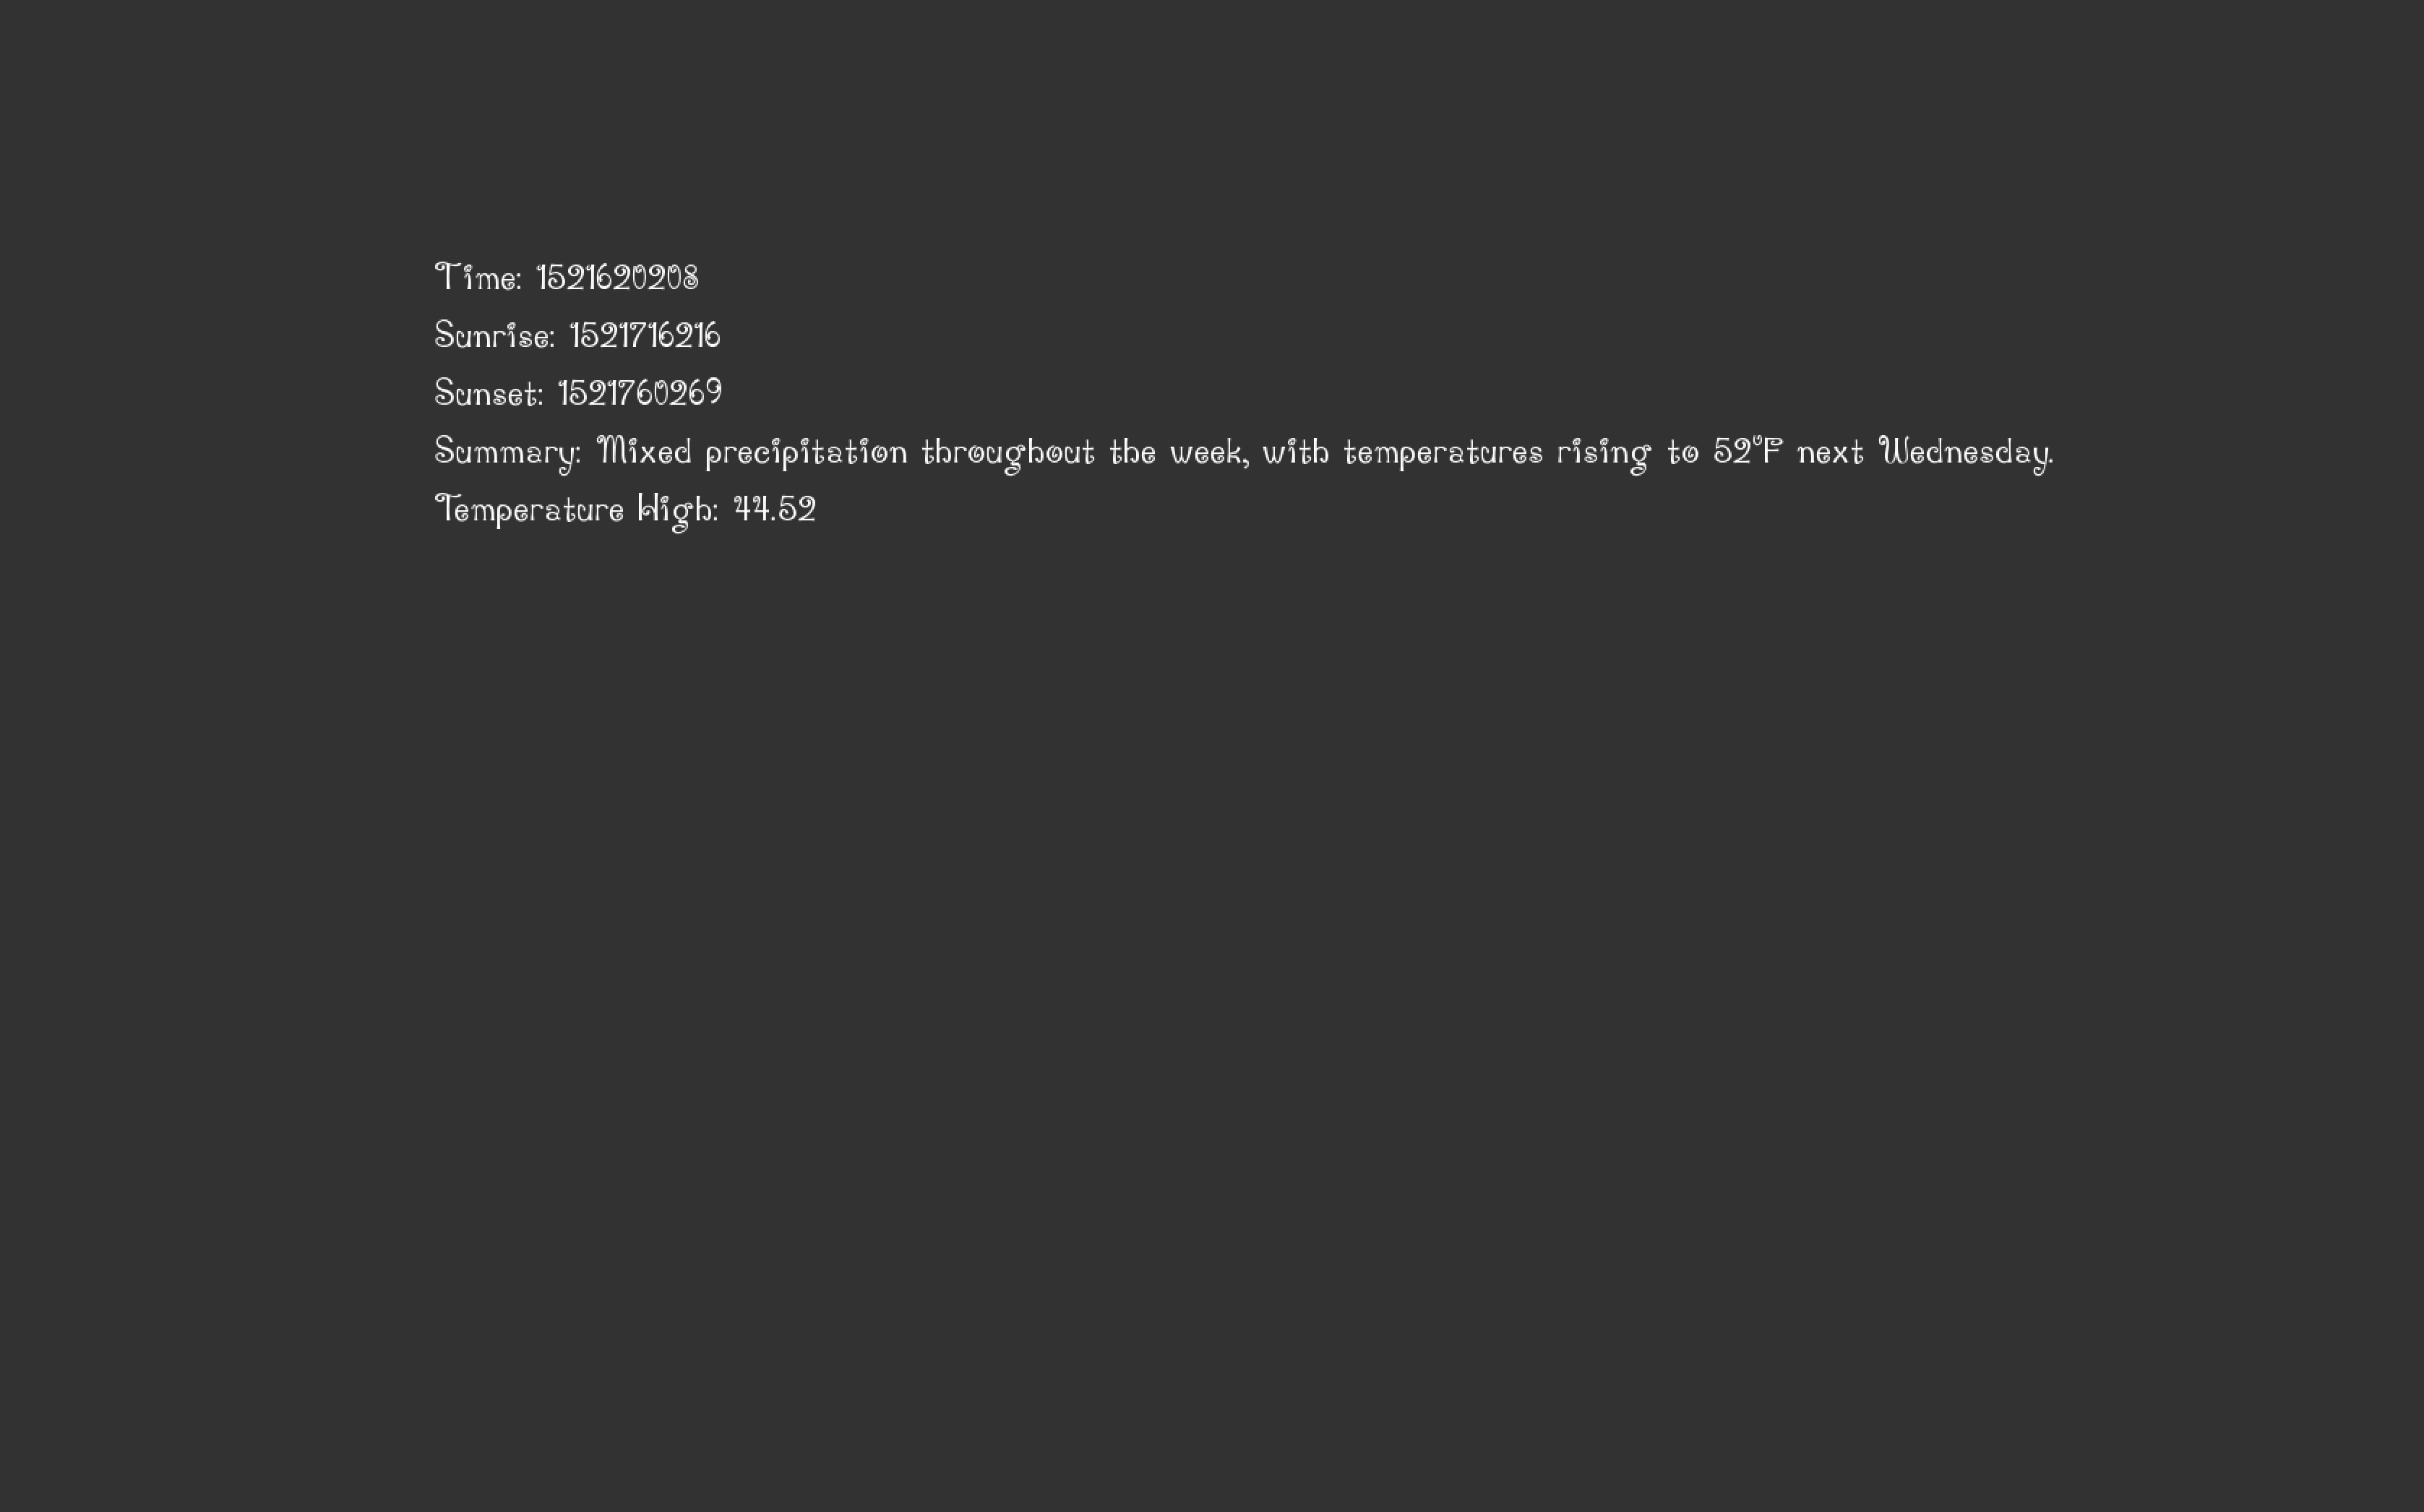 Time: 1521620208
Sunrise: 1521716216
Sunset: 1521760269
Summary: Mixed precipitation throughout the week, with temperatures rising to 52°F next Wednesday.
Temperature High: 44.52